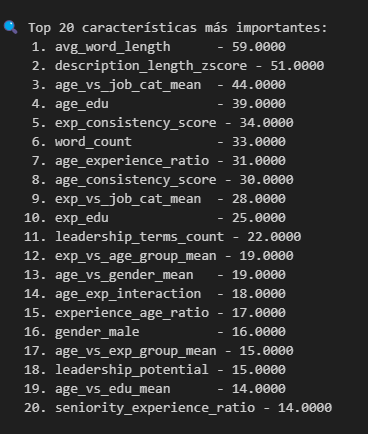 Top 20 características más importantes:
1. avg_word_length - 59.0000
2. description_length_zscore - 51.0000
3. age_vs_job_cat_mean - 44.0000
4. age_edu - 39.0000
5. exp_consistency_score - 34.0000
6. word_count - 33.0000
7. age_experience_ratio - 31.0000
8. age_consistency_score - 30.0000
9. exp_vs_job_cat_mean - 28.0000
10. exp_edu - 25.0000
11. leadership_terms_count - 22.0000
12. exp_vs_age_group_mean - 19.0000
13. age_vs_gender_mean - 19.0000
14. age_exp_interaction - 18.0000
15. experience_age_ratio - 17.0000
16. gender_male - 16.0000
17. age_vs_exp_group_mean - 15.0000
18. leadership_potential - 15.0000
19. age_vs_edu_mean - 14.0000
20. seniority_experience_ratio - 14.0000